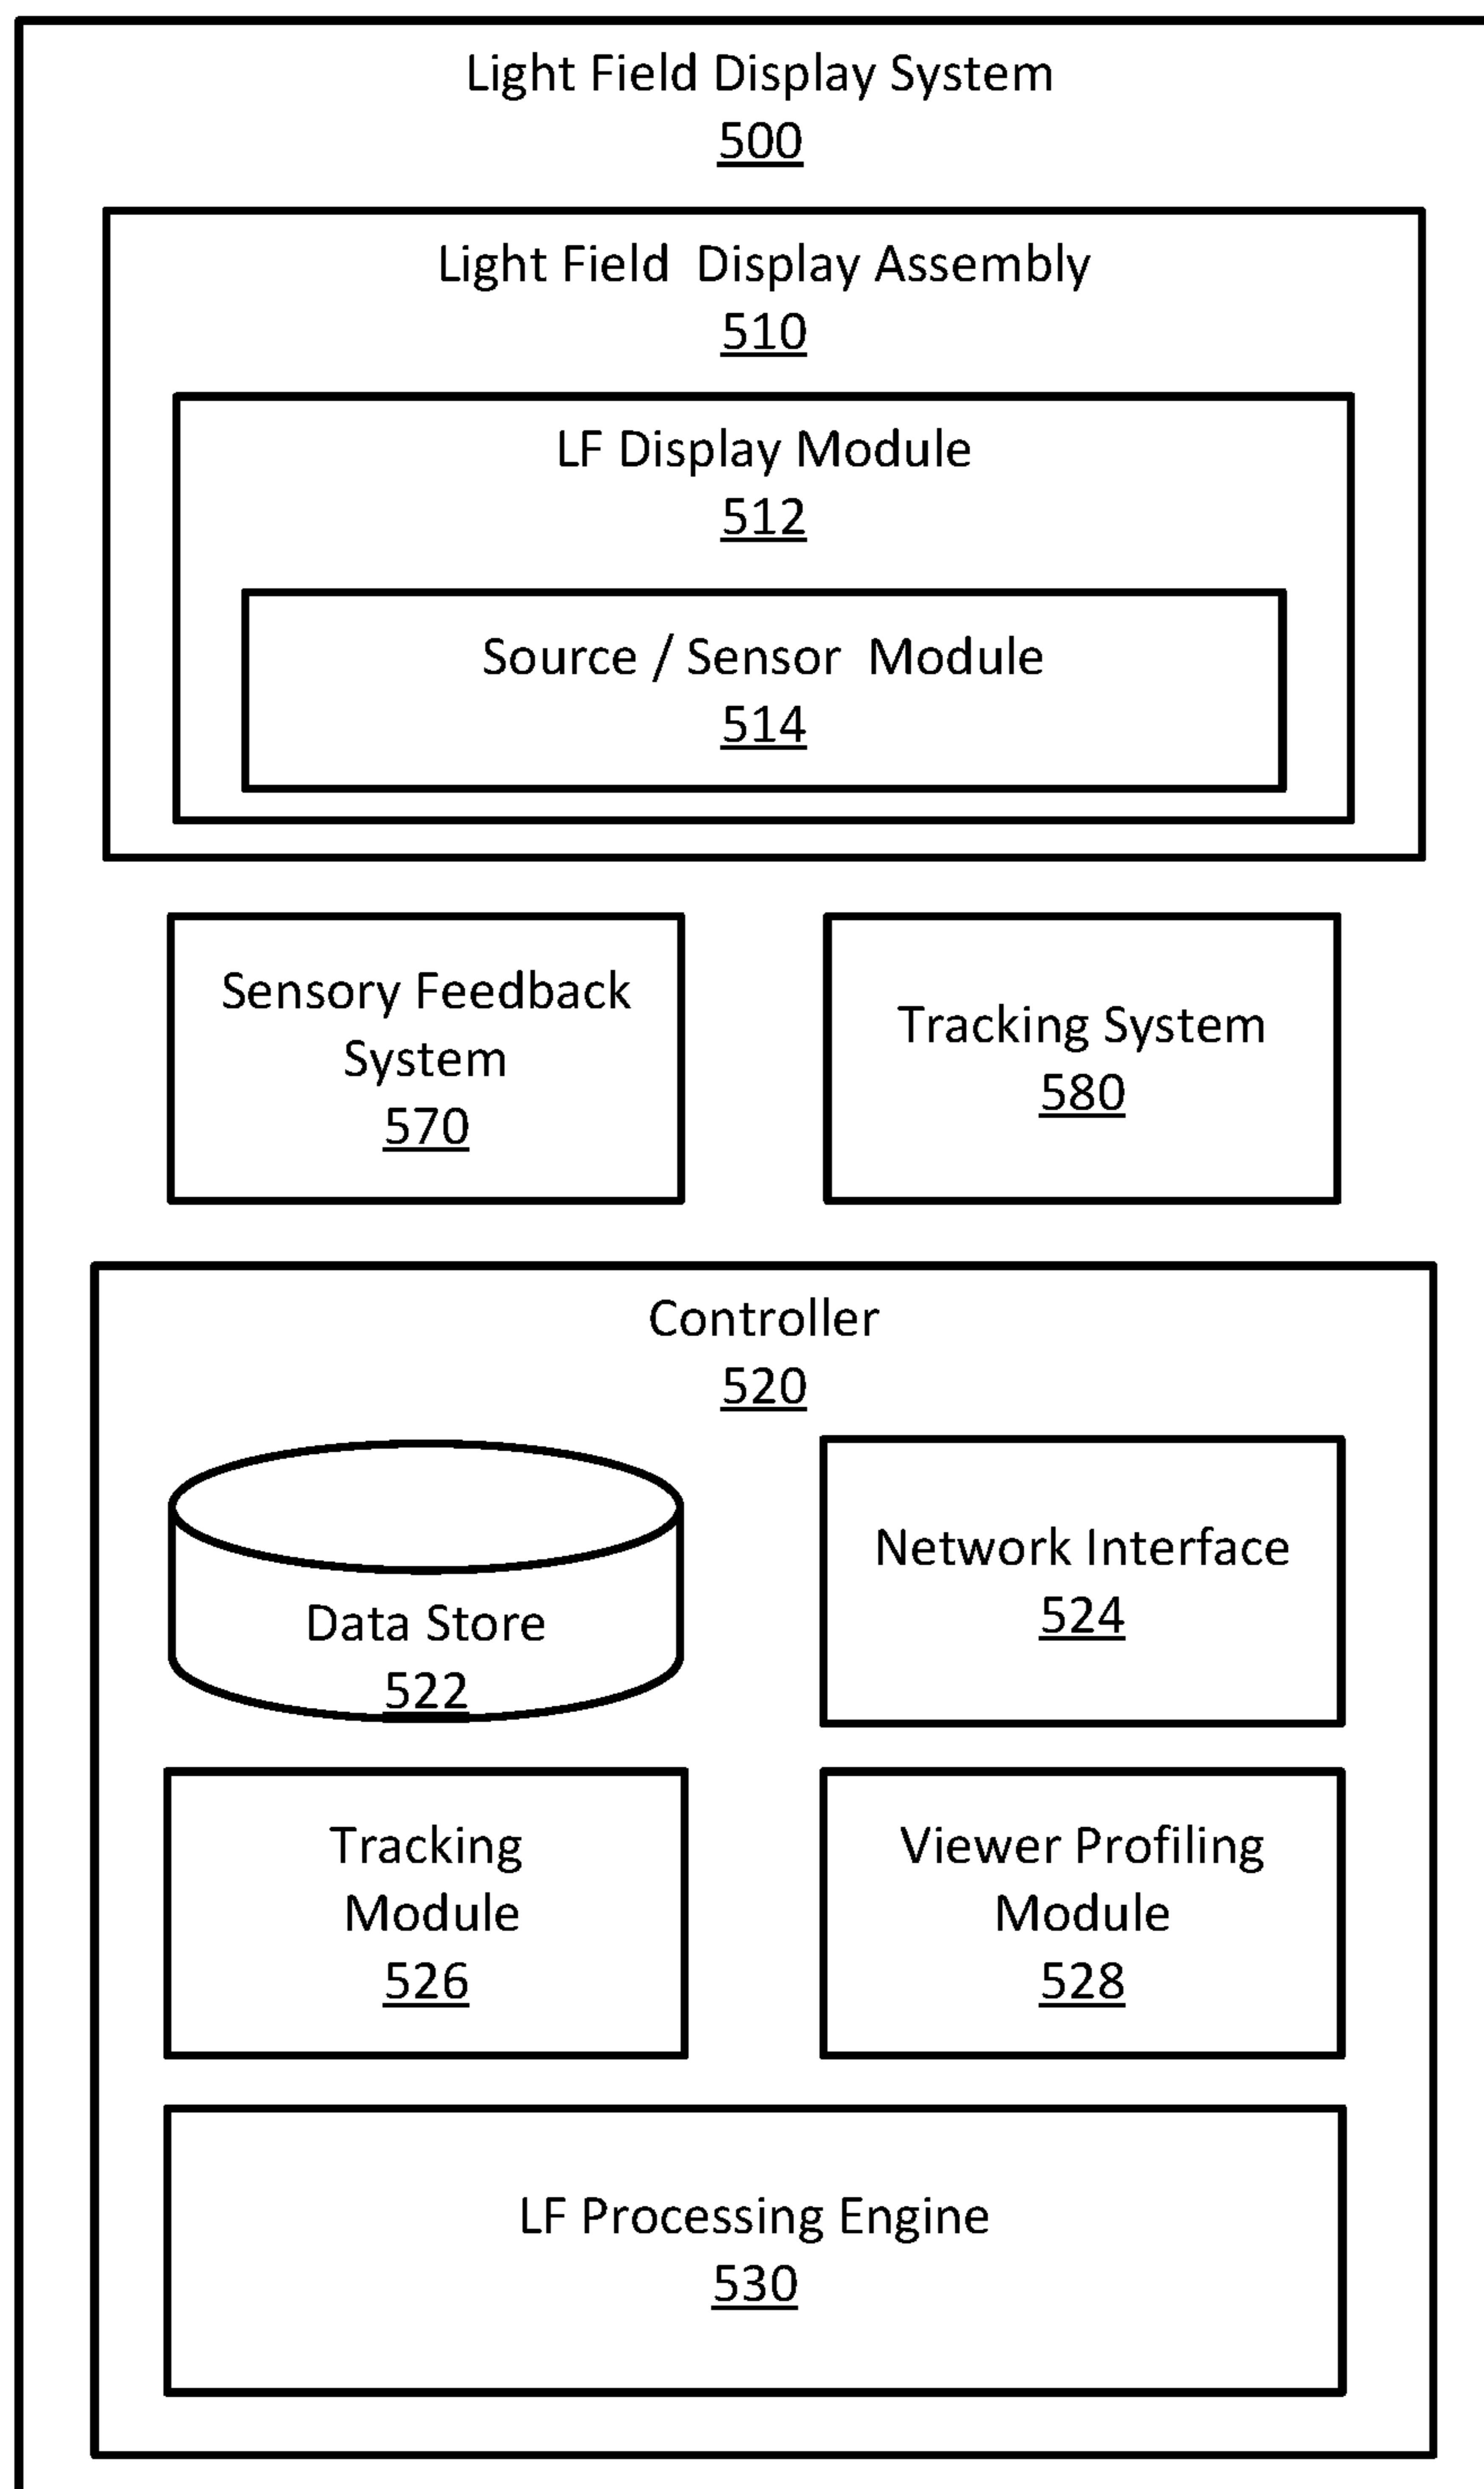 Light Field Display System
500
Light Field Display Assembly
510
LF Display Module
512
Source / Sensor Module
514
Sensory Feedback
System
570
Tracking System
580
Controller
520
Data Store
522
Network Interface
524
Tracking
Module
526
Viewer Profiling
Module
528
LF Processing Engine
530